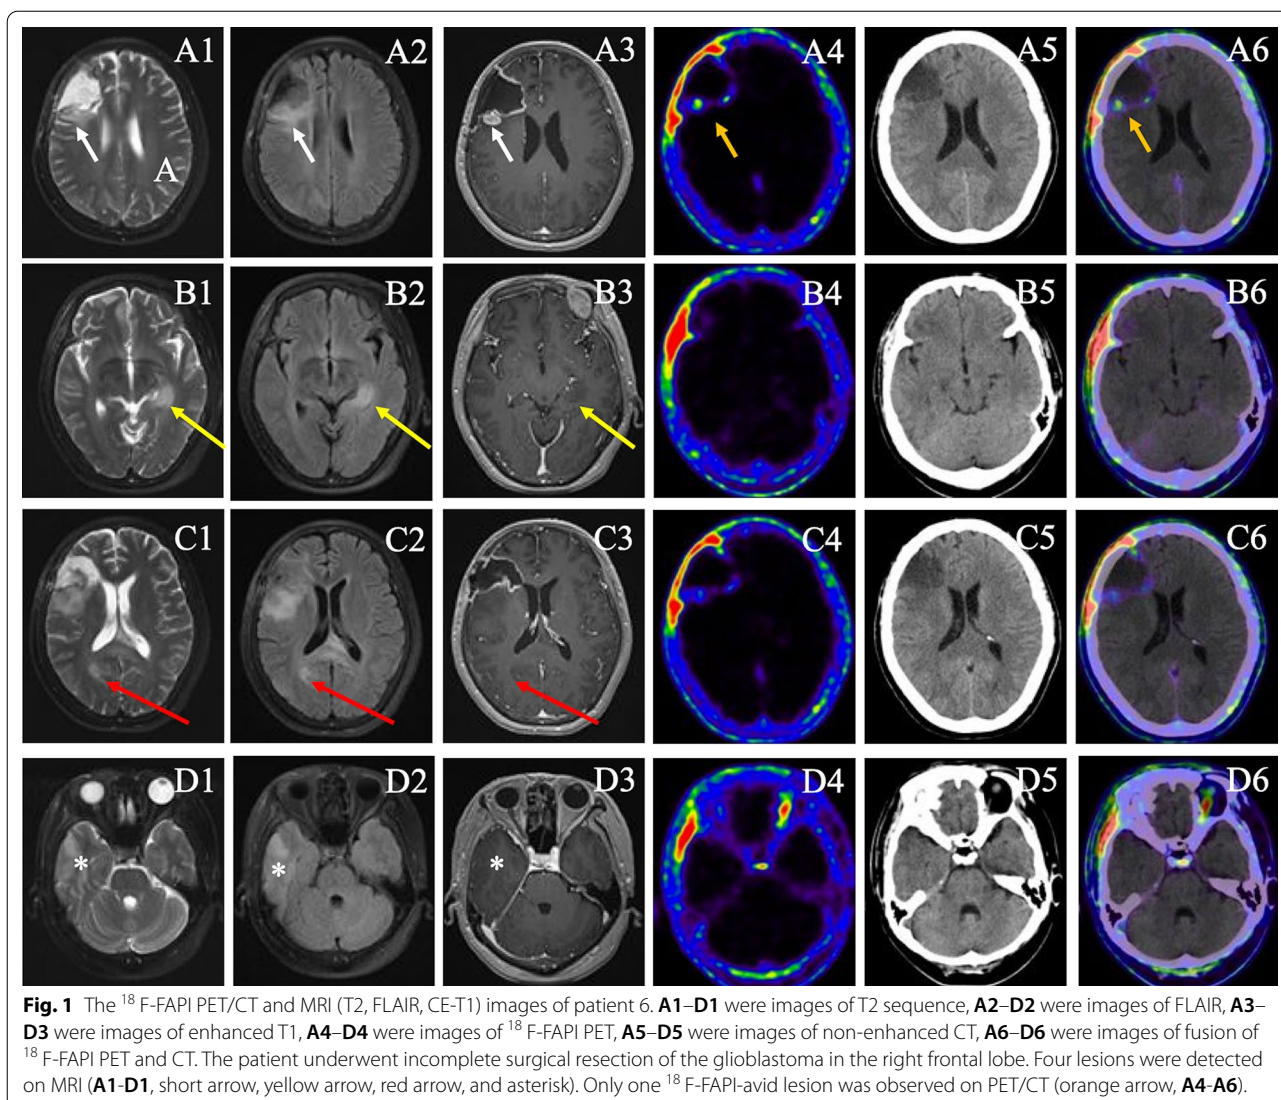 A1 A2 A3 A4 A5 A6
A
B1 B2 B3 B4 B5 B6
C1 C2 C3 C4 C5 C6
D1 D2 D3 D4 D5 D6
* * *
Fig. 1 The 18 F-FAPI PET/CT and MRI (T2, FLAIR, CE-T1) images of patient 6. A1–D1 were images of T2 sequence, A2–D2 were images of FLAIR, A3–
D3 were images of enhanced T1, A4–D4 were images of 18 F-FAPI PET, A5–D5 were images of non-enhanced CT, A6–D6 were images of fusion of
18 F-FAPI PET and CT. The patient underwent incomplete surgical resection of the glioblastoma in the right frontal lobe. Four lesions were detected
on MRI (A1-D1, short arrow, yellow arrow, red arrow, and asterisk). Only one 18 F-FAPI-avid lesion was observed on PET/CT (orange arrow, A4-A6).